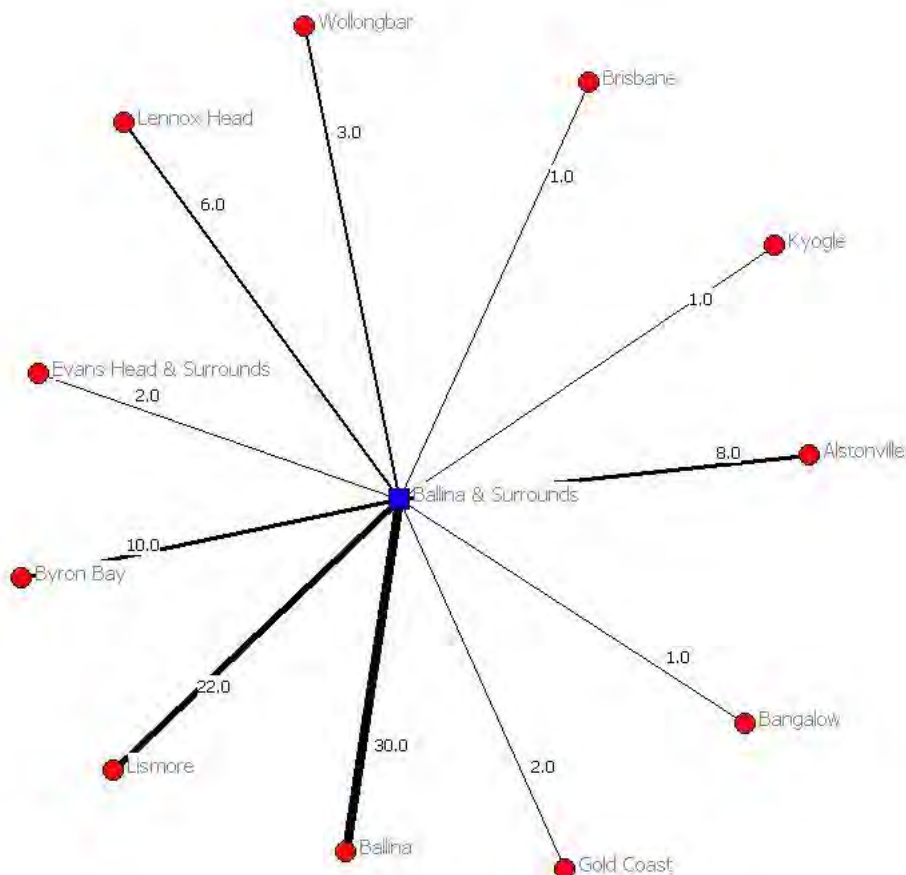 Wollongbar
Brisbane
Lennox Head
3.0
1.0
6.0
Kyogle
1.0
Evans Head & Surrounds
2.0
Alstonville
8.0
Ballina & Surrounds
10.0
Byron Bay
1.0
22.0
Bangalow
30.0
2.0
Lismore
Ballina
Gold Coast